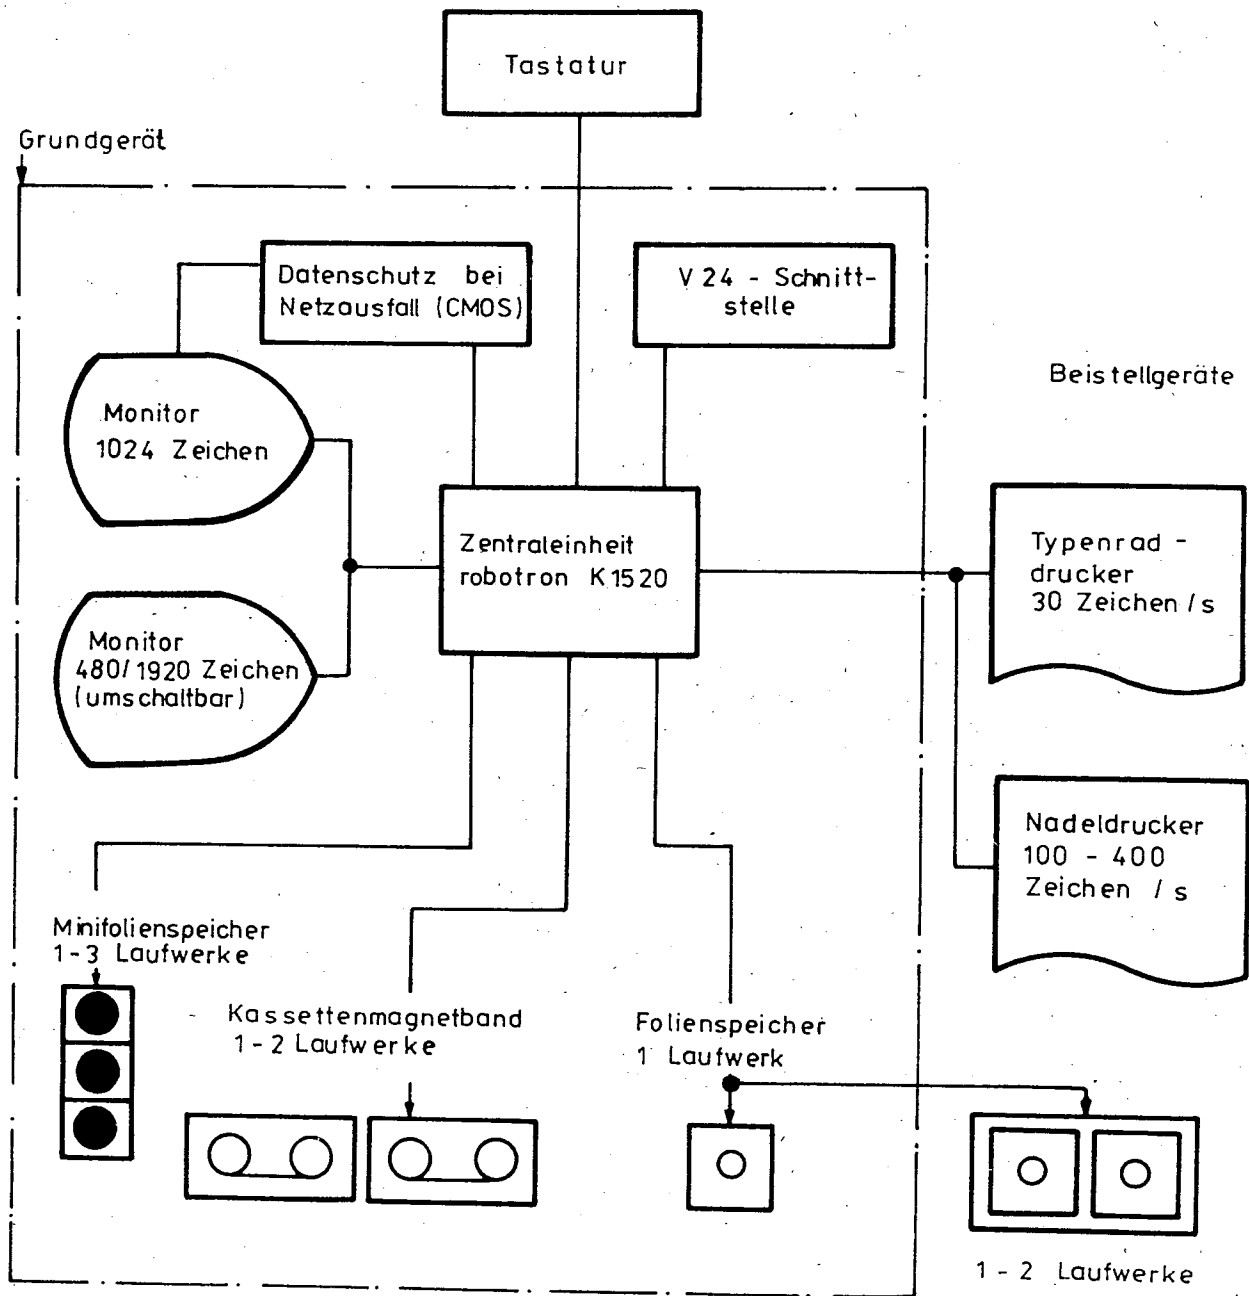 Tastatur
Grundgerät
Datenschutz bei
Netzausfall (CMOS)
V 24 - Schnitt-
stelle
Beistellgeräte
Monitor
1024 Zeichen
Zentraleinheit
robotron K 1520
Typenrad -
drucker
30 Zeichen / s
Monitor
480/1920 Zeichen
(umschaltbar)
Nadeldrucker
100 - 400
Zeichen / s
Minifolienspeicher
1-3 Laufwerke
Kassettenmagnetband
1-2 Laufwerke
Folienspeicher
1 Laufwerk
1 - 2 Laufwerke